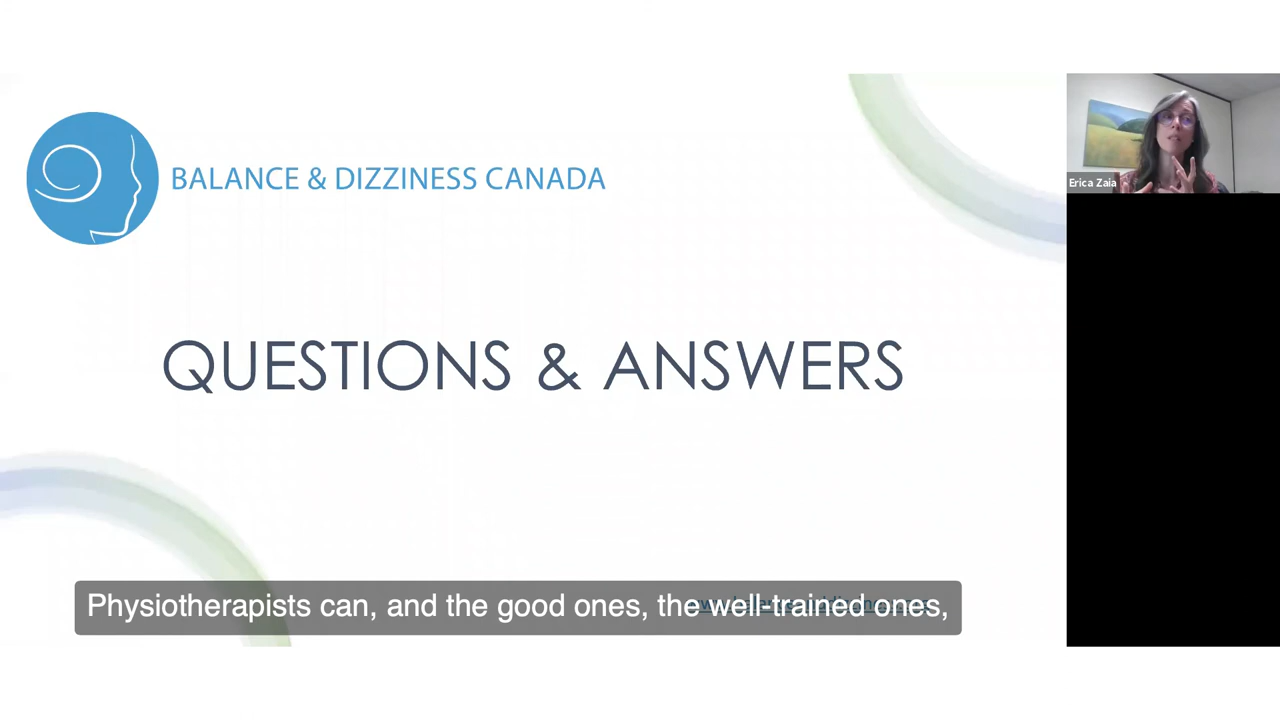 BALANCE & DIZZINESS CANADA
Erica Zaia
QUESTIONS & ANSWERS
Physiotherapists can, and the good ones, the well-trained ones,